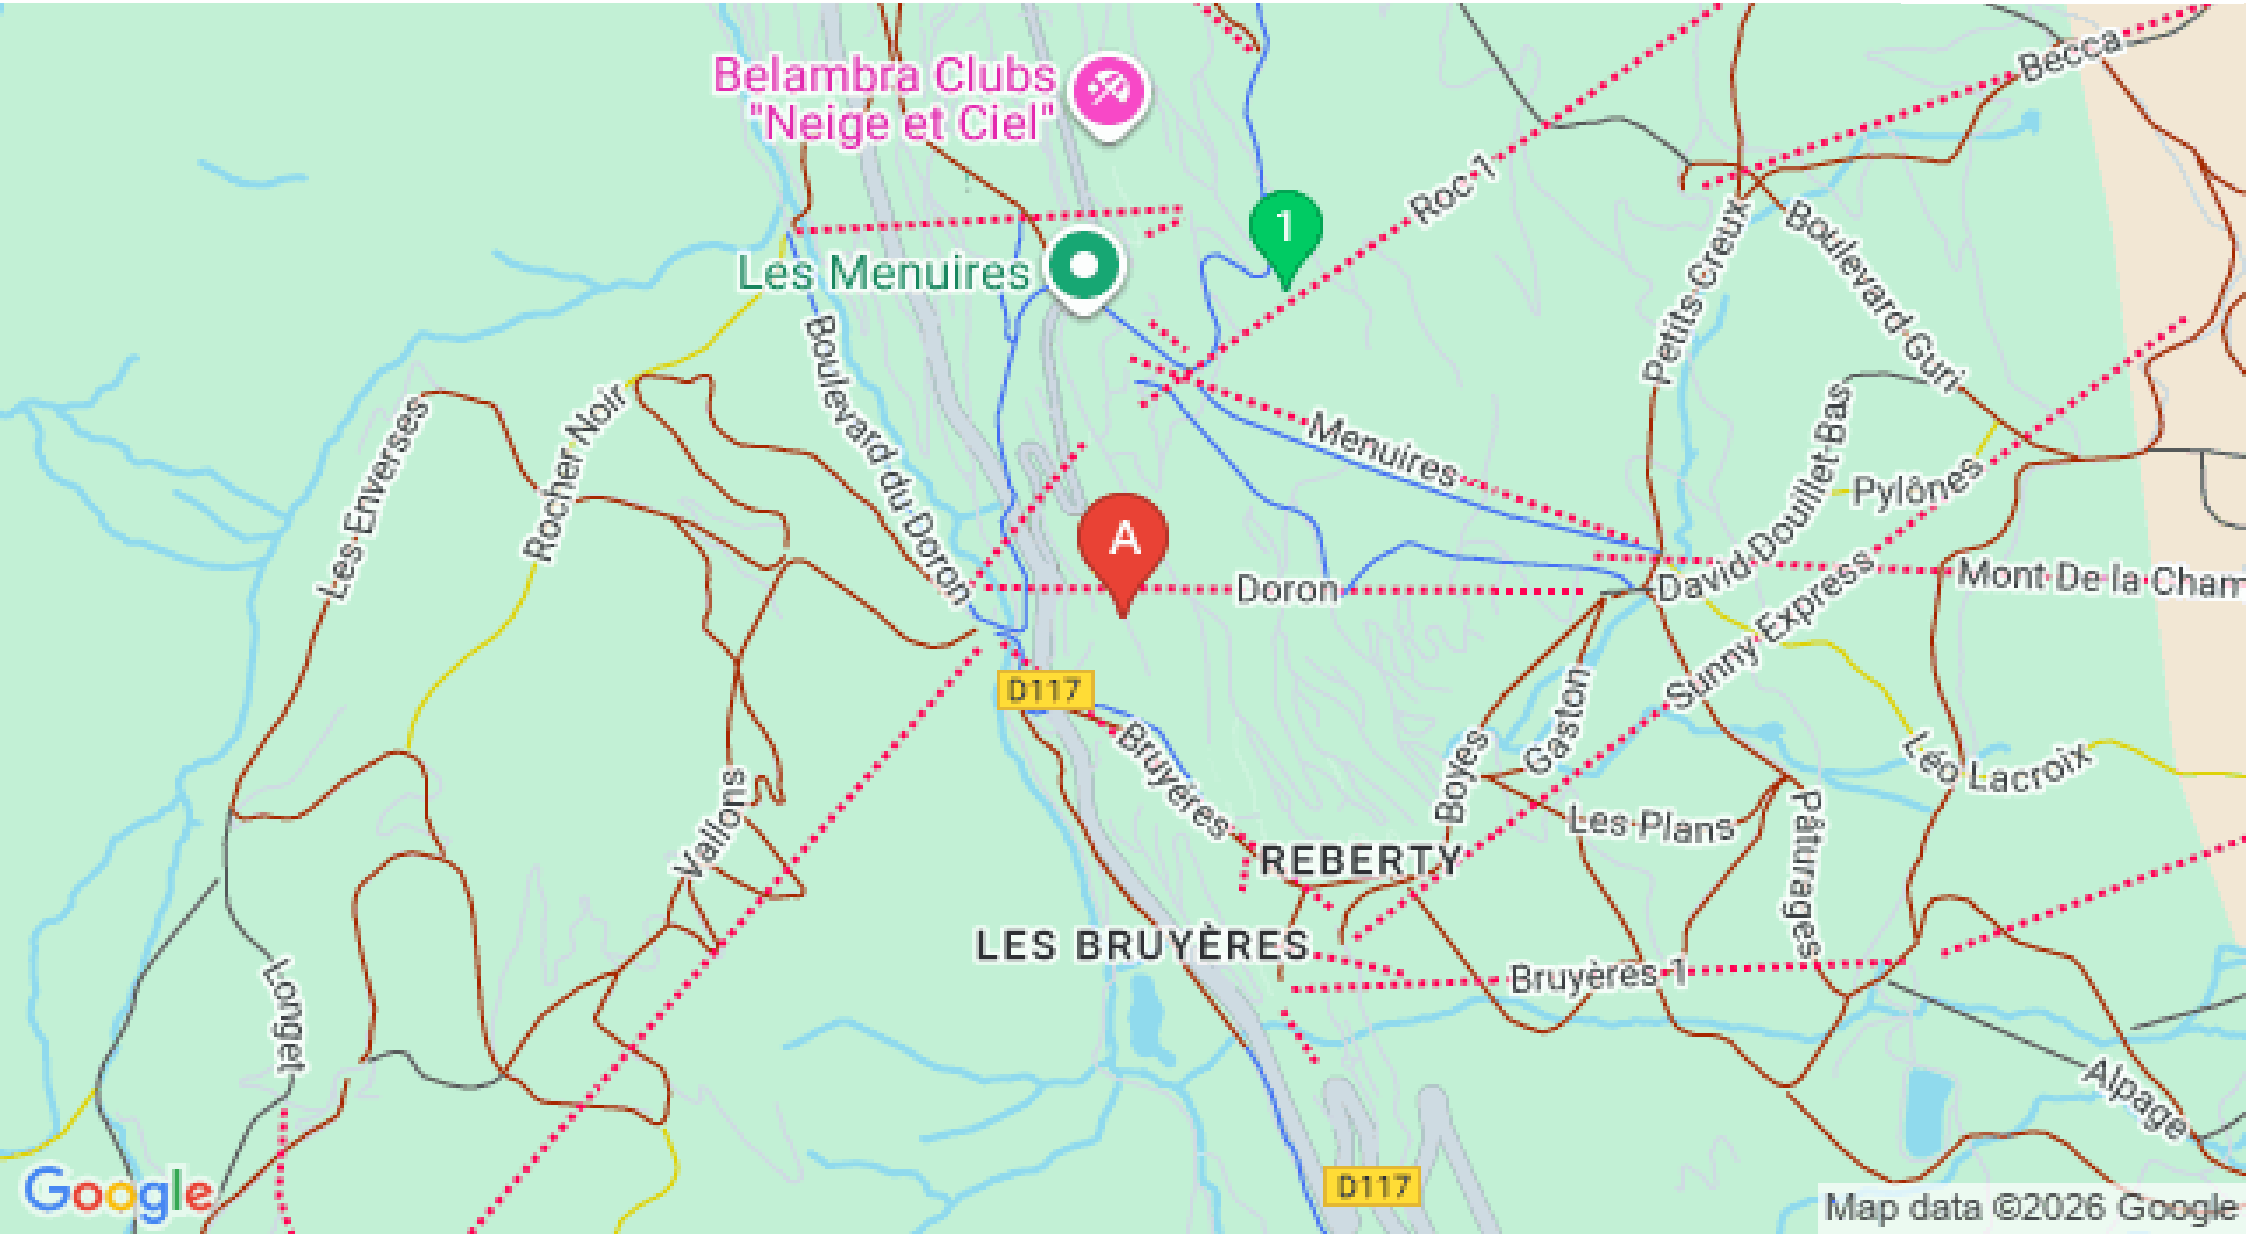 Becca
Belambra Clubs
"Neige et Ciel"
Roc 1
1
Les Menuires
Petits Creux
Boulevard Guri
Boulevard du Doron
Les Enverses
Rocher Noir
Menuires
David Douillet Bas
Pylônes
A
Doron
Mont De la Cham
Sunny Express
D117
Gaston
Bruyères
Boyes
Léo Lacroix
Vallons
Les Plans
Pâturages
REBERTY
LES BRUYÈRES
Bruyères 1
Longet
Alpage
D117
Google
Map data ©2026 Google